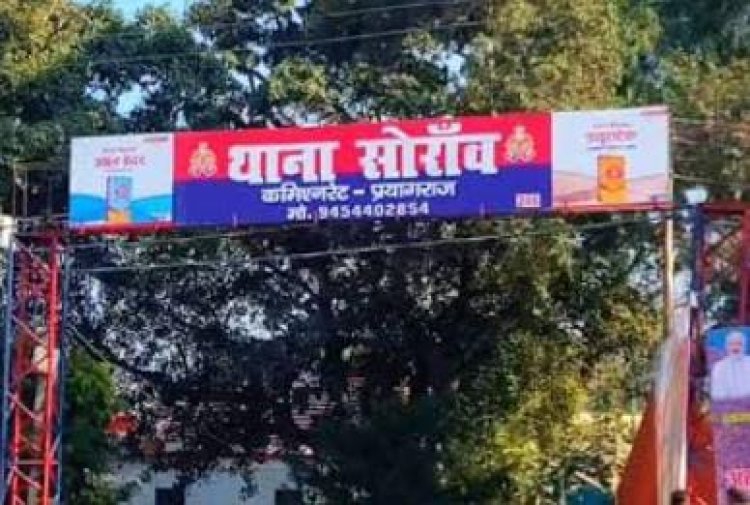 थाना सोराँव
कमिश्नरेट - प्रयागराज
मो. 9454402854